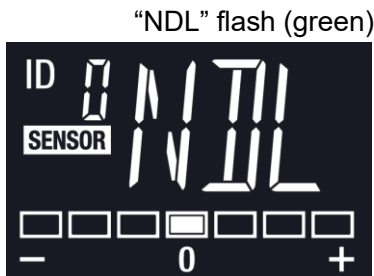 “NDL” flash (green)
ID 0 NDL
SENSOR
− 0 +